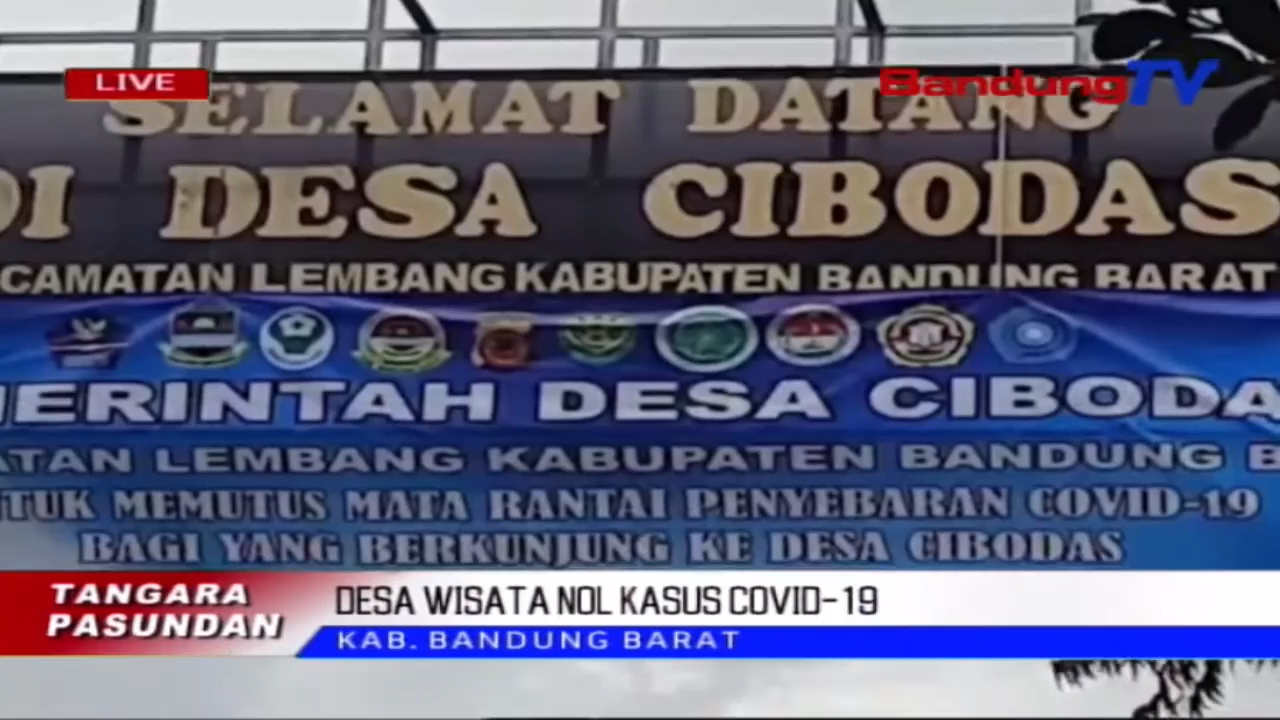 LIVE
BandungTV
SELAMAT DATANG
DI DESA CIBODAS
CAMATAN LEMBANG KABUPATEN BANDUNG BARAT
MERINTAH DESA CIBODA
ATAN LEMBANG KABUPATEN BANDUNG B
TUK MEMUTUS MATA RANTAI PENYEBARAN COVID-19
BAGI YANG BERKUNJUNG KE DESA CIBODAS
TANGARA
PASUNDAN
DESA WISATA NOL KASUS COVID-19
KAB. BANDUNG BARAT